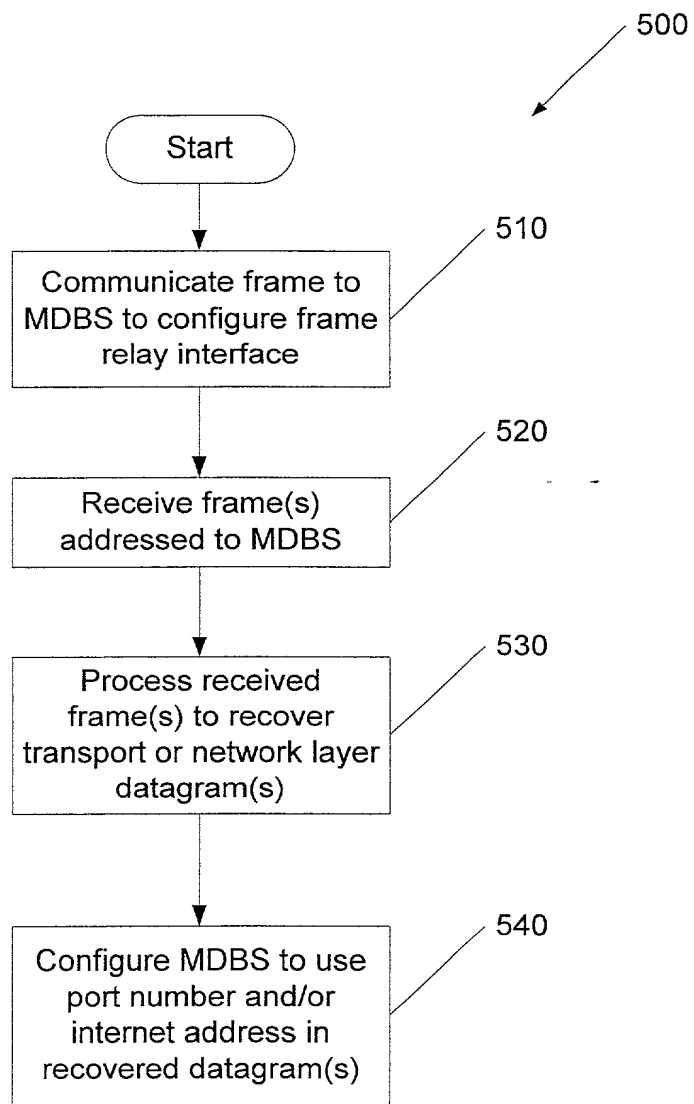 500
Start
510
Communicate frame to
MDBS to configure frame
relay interface
520
Receive frame(s)
addressed to MDBS
530
Process received
frame(s) to recover
transport or network layer
datagram(s)
540
Configure MDBS to use
port number and/or
internet address in
recovered datagram(s)